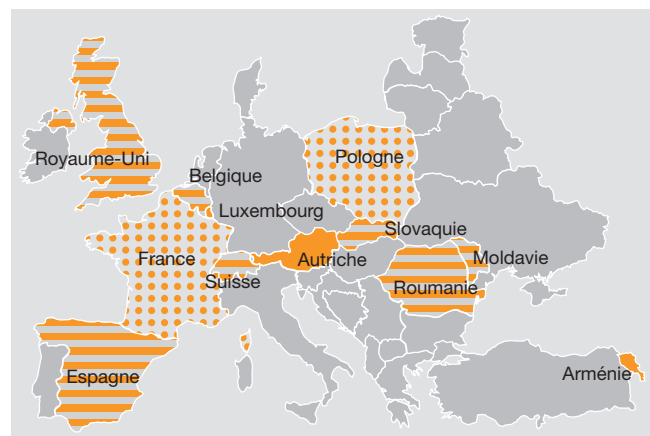 Royaume-Uni
Pologne
Belgique
Luxembourg
Slovaquie
France
Autriche
Moldavie
Suisse
Roumanie
Espagne
Arménie